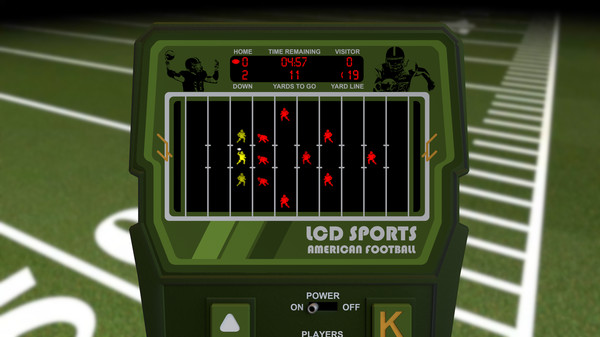 HOME TIME REMAINING VISITOR
0 04:57 0
2 11 < 19
DOWN YARDS TO GO YARD LINE
LCD SPORTS
AMERICAN FOOTBALL
POWER
ON OFF
K
PLAYERS